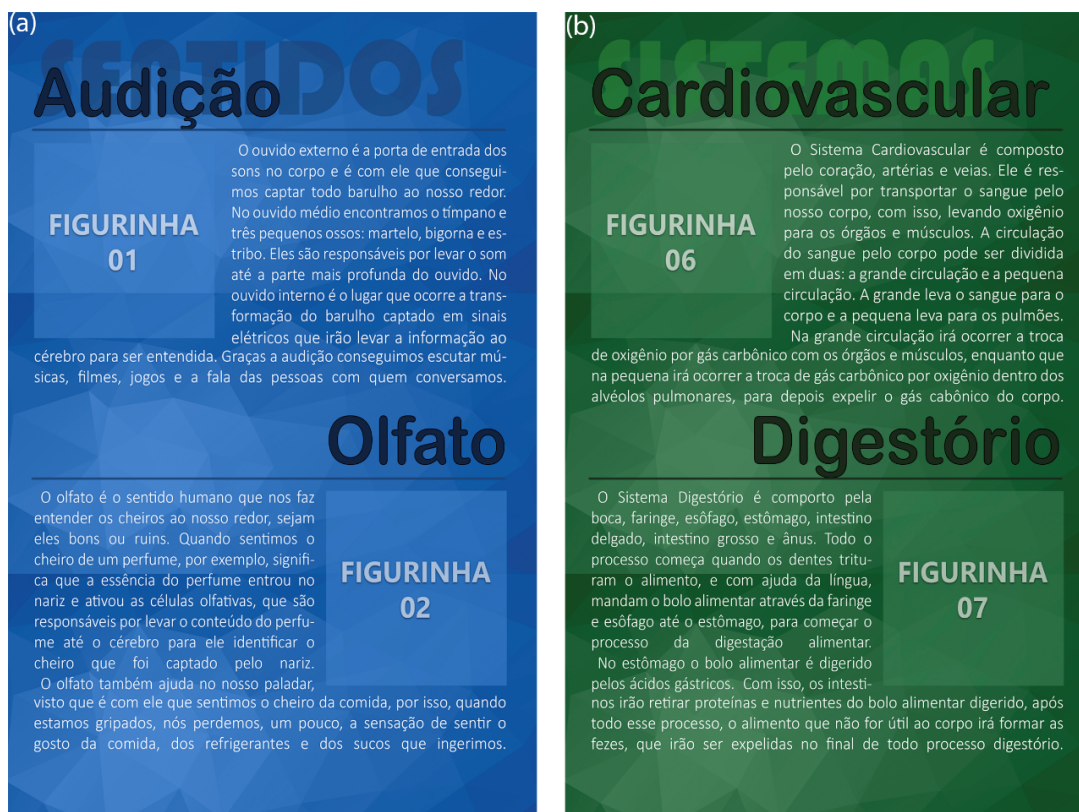 (a)
SENTIDOS
Audição
FIGURINHA
01
O ouvido externo é a porta de entrada dos
sons no corpo e é com ele que consegui-
mos captar todo barulho ao nosso redor.
No ouvido médio encontramos o tímpano e
três pequenos ossos: martelo, bigorna e es-
tribo. Eles são responsáveis por levar o som
até a parte mais profunda do ouvido. No
ouvido interno é o lugar que ocorre a trans-
formação do barulho captado em sinais
elétricos que irão levar a informação ao
cérebro para ser entendida. Graças a audição conseguimos escutar mú-
sicas, filmes, jogos e a fala das pessoas com quem conversamos.
Olfato
O olfato é o sentido humano que nos faz
entender os cheiros ao nosso redor, sejam
eles bons ou ruins. Quando sentimos o
cheiro de um perfume, por exemplo, signifi-
ca que a essência do perfume entrou no
nariz e ativou as células olfativas, que são
responsáveis por levar o conteúdo do perfu-
me até o cérebro para ele identificar o
cheiro que foi captado pelo nariz.
O olfato também ajuda no nosso paladar,
visto que é com ele que sentimos o cheiro da comida, por isso, quando
estamos gripados, nós perdemos, um pouco, a sensação de sentir o
gosto da comida, dos refrigerantes e dos sucos que ingerimos.
FIGURINHA
02
(b)
SISTEMAS
Cardiovascular
FIGURINHA
06
O Sistema Cardiovascular é composto
pelo coração, artérias e veias. Ele é res-
ponsável por transportar o sangue pelo
nosso corpo, com isso, levando oxigênio
para os órgãos e músculos. A circulação
do sangue pelo corpo pode ser dividida
em duas: a grande circulação e a pequena
circulação. A grande leva o sangue para o
corpo e a pequena leva para os pulmões.
Na grande circulação irá ocorrer a troca
de oxigênio por gás carbônico com os órgãos e músculos, enquanto que
na pequena irá ocorrer a troca de gás carbônico por oxigênio dentro dos
alvéolos pulmonares, para depois expelir o gás cabônico do corpo.
Digestório
O Sistema Digestório é comporto pela
boca, faringe, esôfago, estômago, intestino
delgado, intestino grosso e ânus. Todo o
processo começa quando os dentes tritu-
ram o alimento, e com ajuda da língua,
mandam o bolo alimentar através da faringe
e esôfago até o estômago, para começar o
processo da digestação alimentar.
No estômago o bolo alimentar é digerido
pelos ácidos gástricos. Com isso, os intesti-
nos irão retirar proteínas e nutrientes do bolo alimentar digerido, após
todo esse processo, o alimento que não for útil ao corpo irá formar as
fezes, que irão ser expelidas no final de todo processo digestório.
FIGURINHA
07